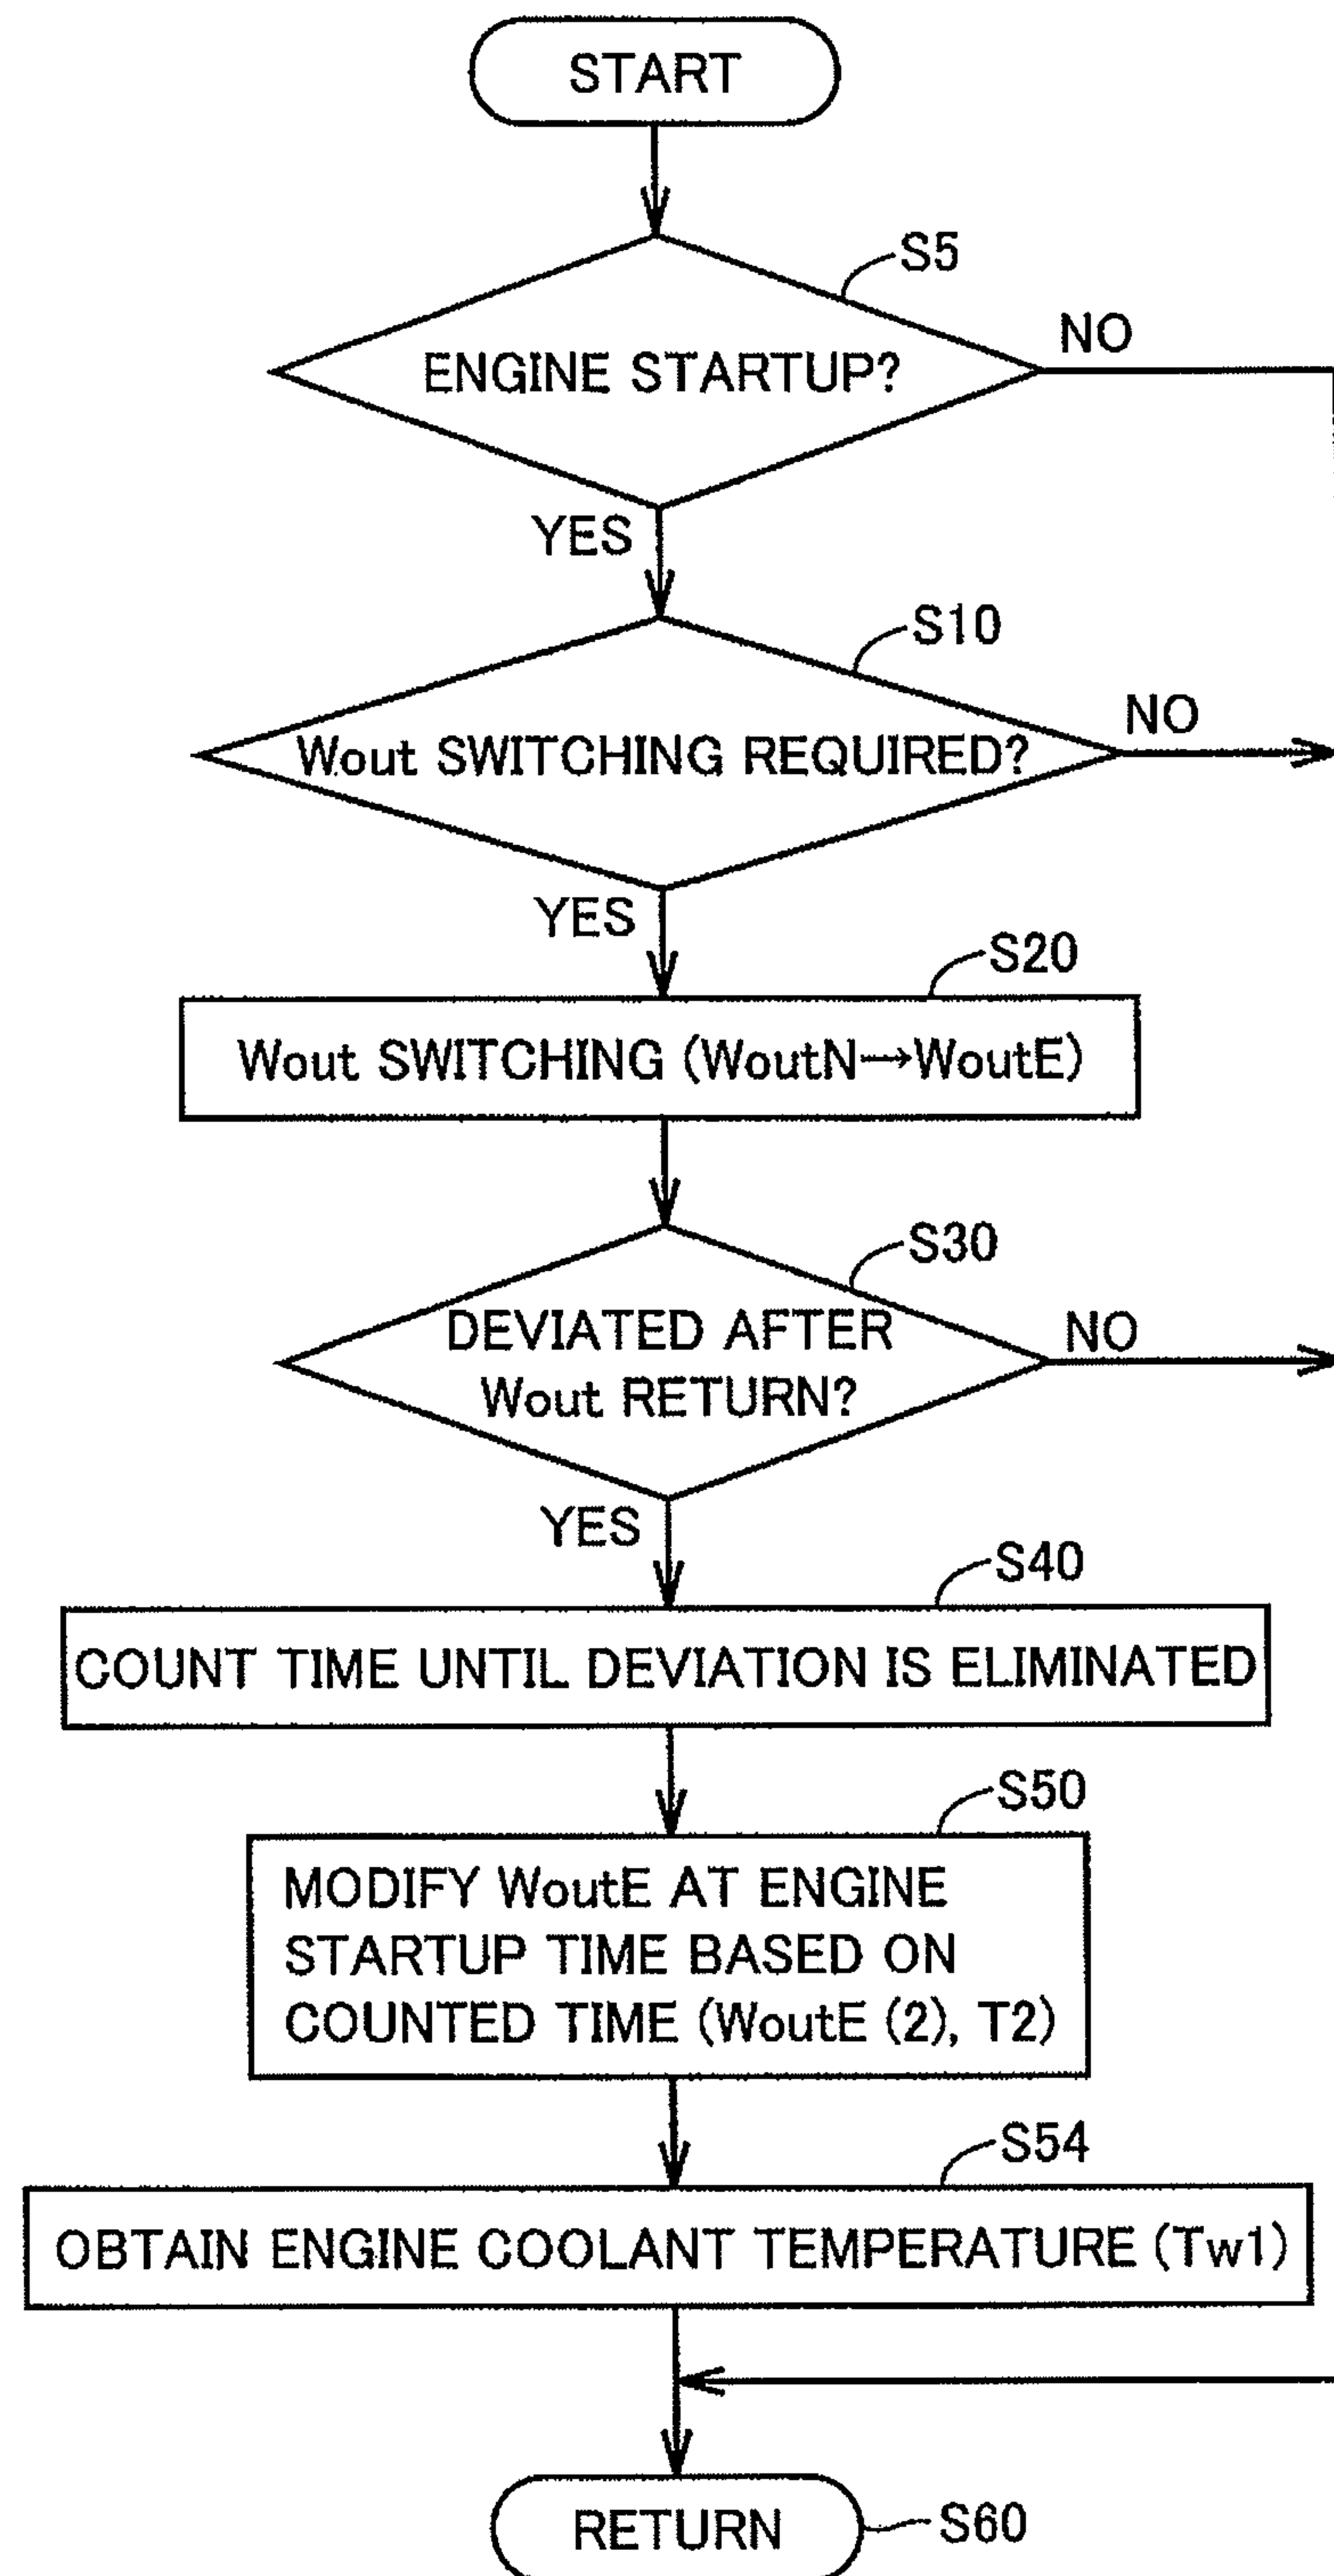 START
S5
ENGINE STARTUP?
NO
YES
S10
Wout SWITCHING REQUIRED?
NO
YES
S20
Wout SWITCHING (WoutN→WoutE)
S30
DEVIATED AFTER
Wout RETURN?
NO
YES
S40
COUNT TIME UNTIL DEVIATION IS ELIMINATED
S50
MODIFY WoutE AT ENGINE
STARTUP TIME BASED ON
COUNTED TIME (WoutE (2), T2)
S54
OBTAIN ENGINE COOLANT TEMPERATURE (Tw1)
RETURN
S60